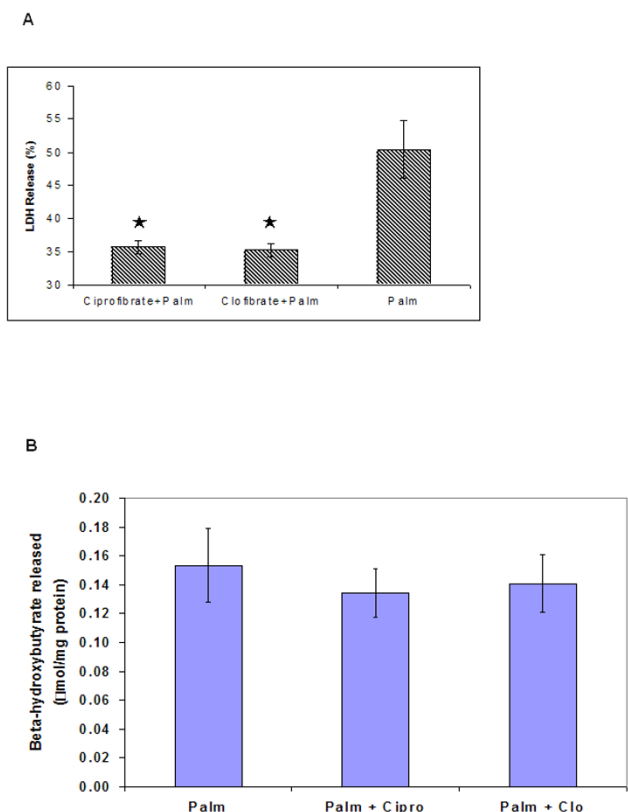 A
LDH Release (%)
60
55
50
45
40
35
30
Ciprofibrate+Palm Clofibrate+Palm Palm
B
Beta-hydroxybutyrate released
(▯mol/mg protein)
0.20
0.18
0.16
0.14
0.12
0.10
0.08
0.06
0.04
0.02
0.00
Palm Palm + Cipro Palm + Clo